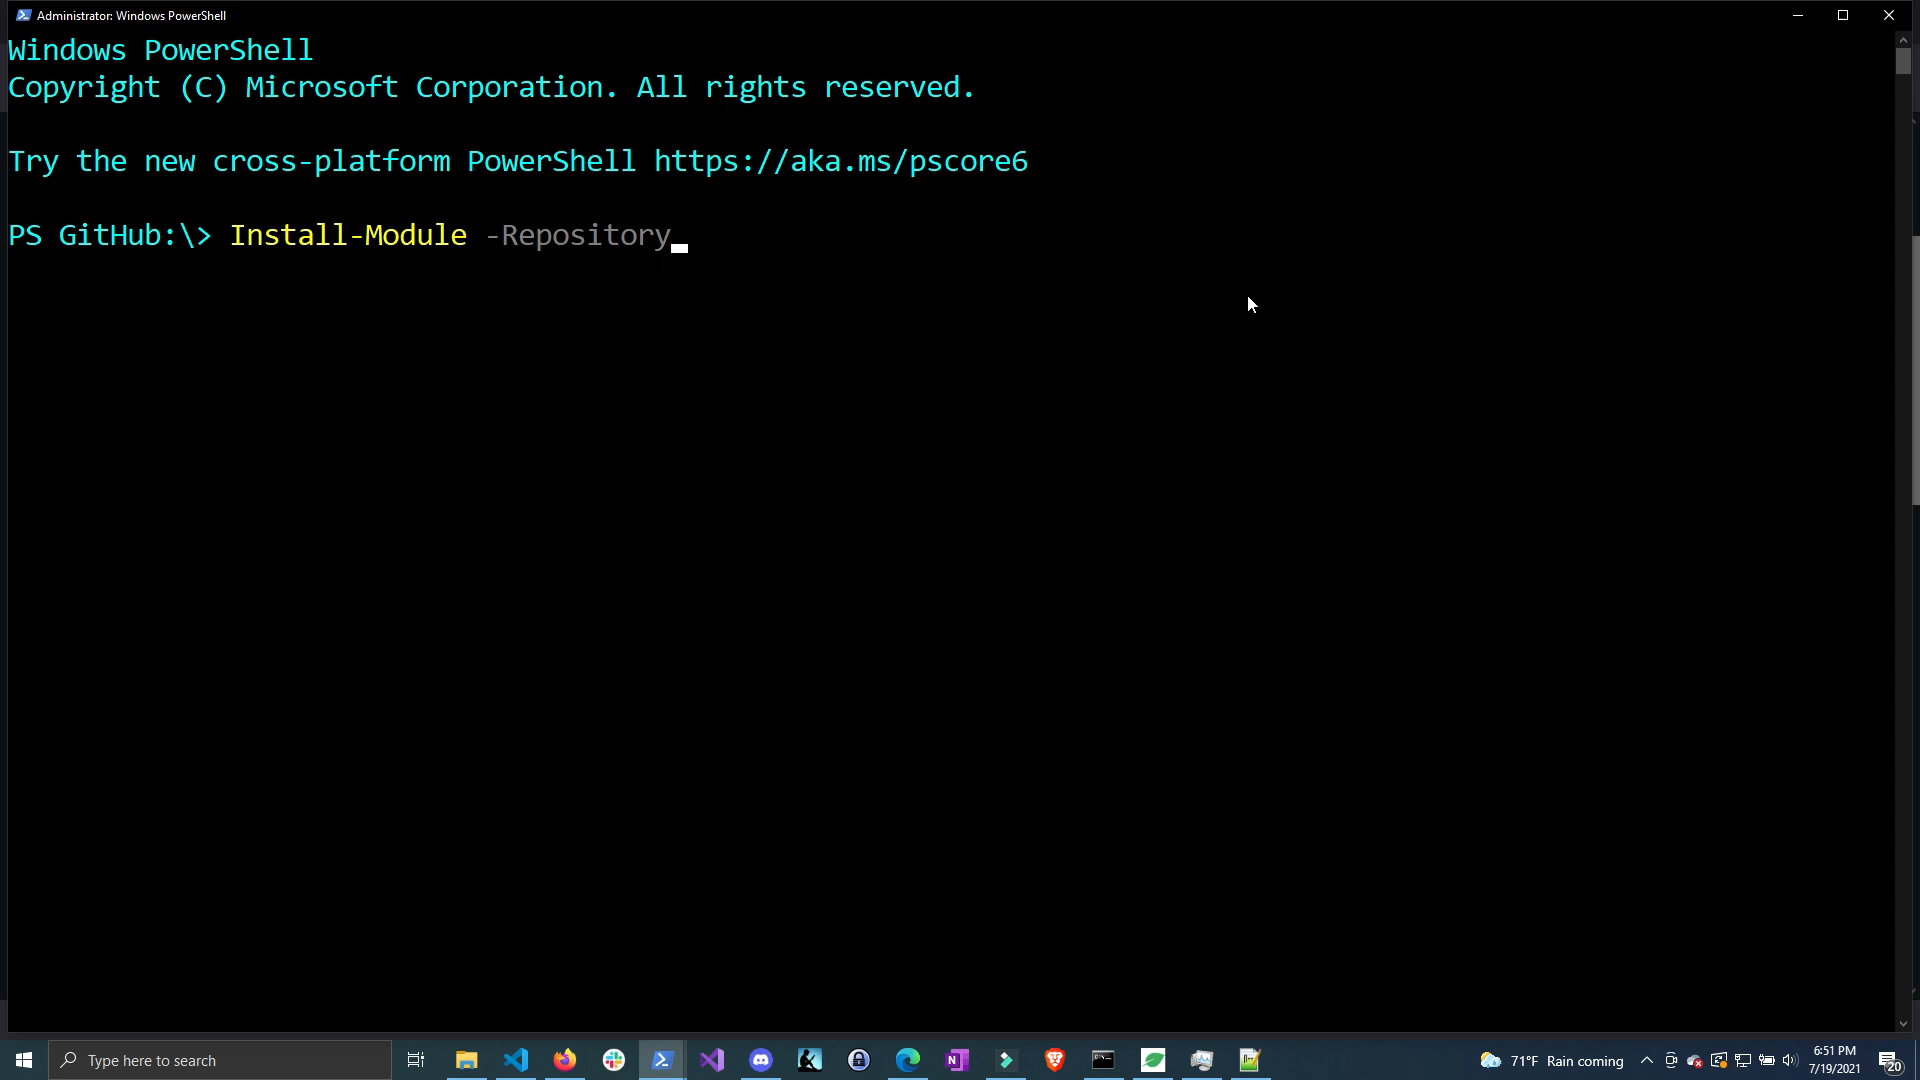 Administrator: Windows PowerShell
Windows PowerShell
Copyright (C) Microsoft Corporation. All rights reserved.
Try the new cross-platform PowerShell https://aka.ms/pscore6
PS GitHub:\> Install-Module -Repository
Type here to search
N
71°F Rain coming
6:51 PM
7/19/2021
20